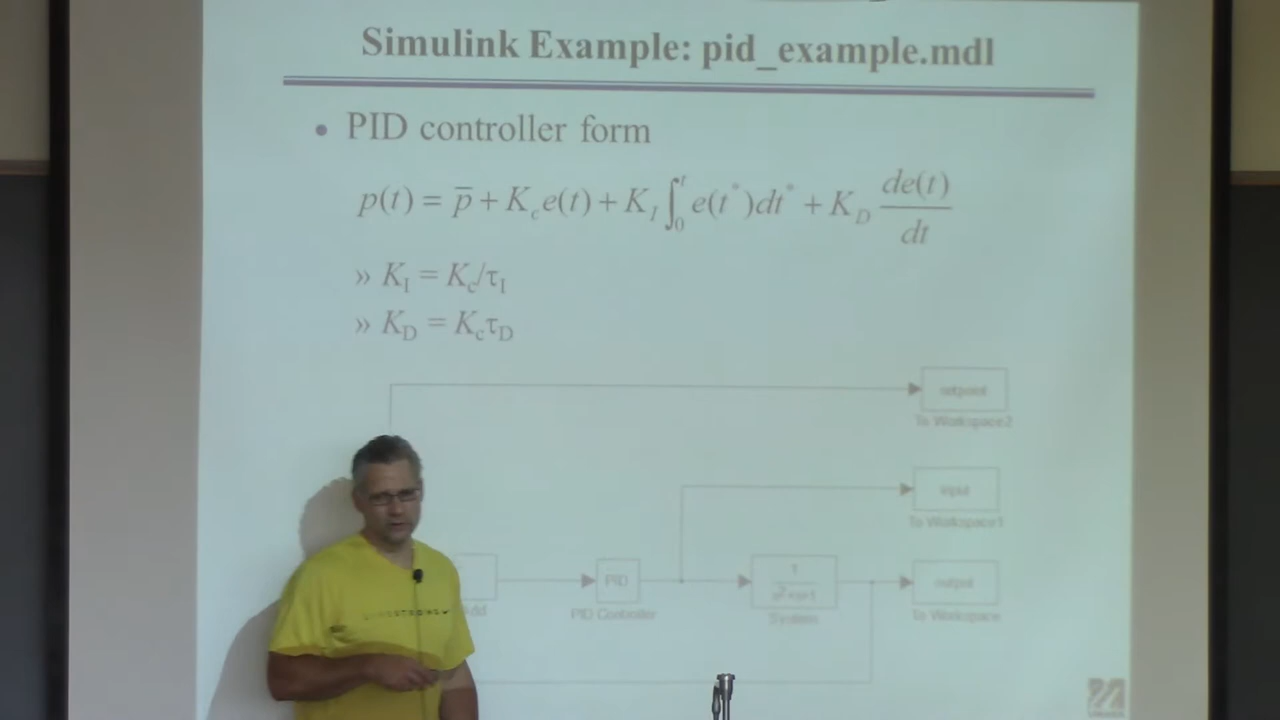 Simulink Example: pid_example.mdl
• PID controller form
p(t) = p̅ + K_c e(t) + K_I ∫_0^t e(t*)dt* + K_D de(t)/dt
» K_I = K_c/τ_I
» K_D = K_cτ_D
setpoint
To Workspace2
input
To Workspace1
PID
output
PID Controller
System
To Workspace